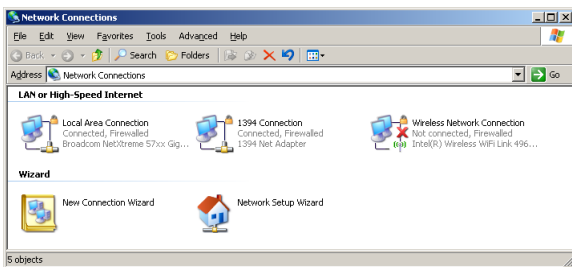 Network Connections
File Edit View Favorites Tools Advanced Help
Back Search Folders
Address Network Connections Go
LAN or High-Speed Internet
Local Area Connection
Connected, Firewalled
Broadcom NetXtreme 57xx Gig...
1394 Connection
Connected, Firewalled
1394 Net Adapter
Wireless Network Connection
Not connected, Firewalled
Intel(R) Wireless WiFi Link 496...
Wizard
New Connection Wizard
Network Setup Wizard
5 objects